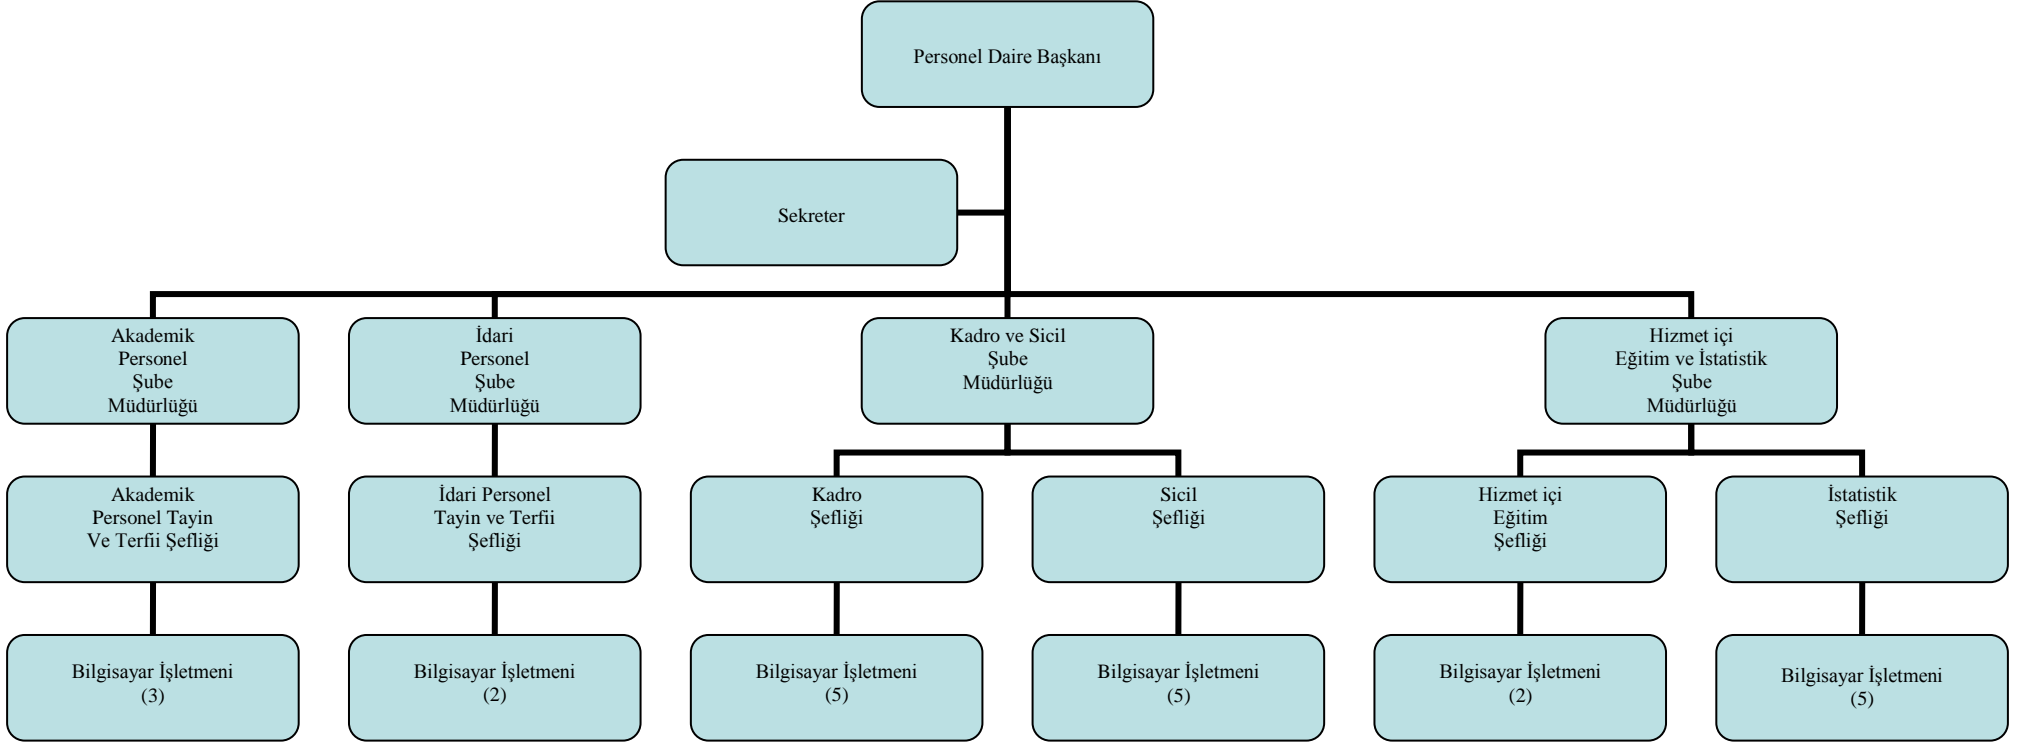 Personel Daire Başkanı
Sekreter
Akademik
Personel
Şube
Müdürlüğü
İdari
Personel
Şube
Müdürlüğü
Kadro ve Sicil
Şube
Müdürlüğü
Hizmet içi
Eğitim ve İstatistik
Şube
Müdürlüğü
Akademik
Personel Tayin
Ve Terfii Şefliği
İdari Personel
Tayin ve Terfii
Şefliği
Kadro
Şefliği
Sicil
Şefliği
Hizmet içi
Eğitim
Şefliği
İstatistik
Şefliği
Bilgisayar İşletmeni
(3)
Bilgisayar İşletmeni
(2)
Bilgisayar İşletmeni
(5)
Bilgisayar İşletmeni
(5)
Bilgisayar İşletmeni
(2)
Bilgisayar İşletmeni
(5)